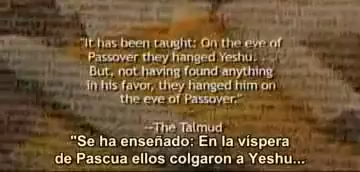 "It has been taught: On the eve of
Passover they hanged Yeshu. . .
But, not having found anything
in his favor, they hanged him on
the eve of Passover."
--The Talmud
"Se ha enseñado: En la víspera
de Pascua ellos colgaron a Yeshu...